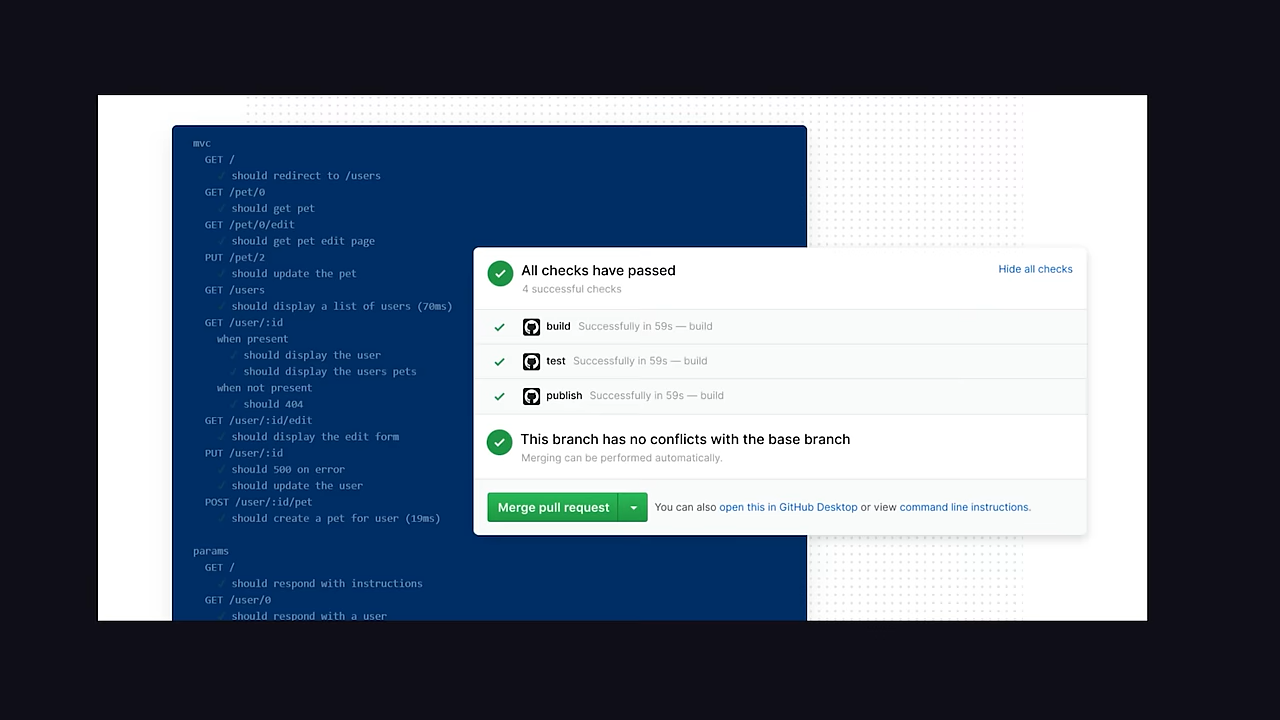 mvc
GET /
✓ should redirect to /users
GET /pet/0
✓ should get pet
GET /pet/0/edit
✓ should get pet edit page
PUT /pet/2
✓ should update the pet
GET /users
✓ should display a list of users (70ms)
GET /user/:id
when present
✓ should display the user
✓ should display the users pets
when not present
✓ should 404
GET /user/:id/edit
✓ should display the edit form
PUT /user/:id
✓ should 500 on error
✓ should update the user
POST /user/:id/pet
✓ should create a pet for user (19ms)
params
GET /
✓ should respond with instructions
GET /user/0
✓ should respond with a user
All checks have passed
Hide all checks
4 successful checks
build Successfully in 59s — build
test Successfully in 59s — build
publish Successfully in 59s — build
This branch has no conflicts with the base branch
Merging can be performed automatically.
Merge pull request
You can also open this in GitHub Desktop or view command line instructions.